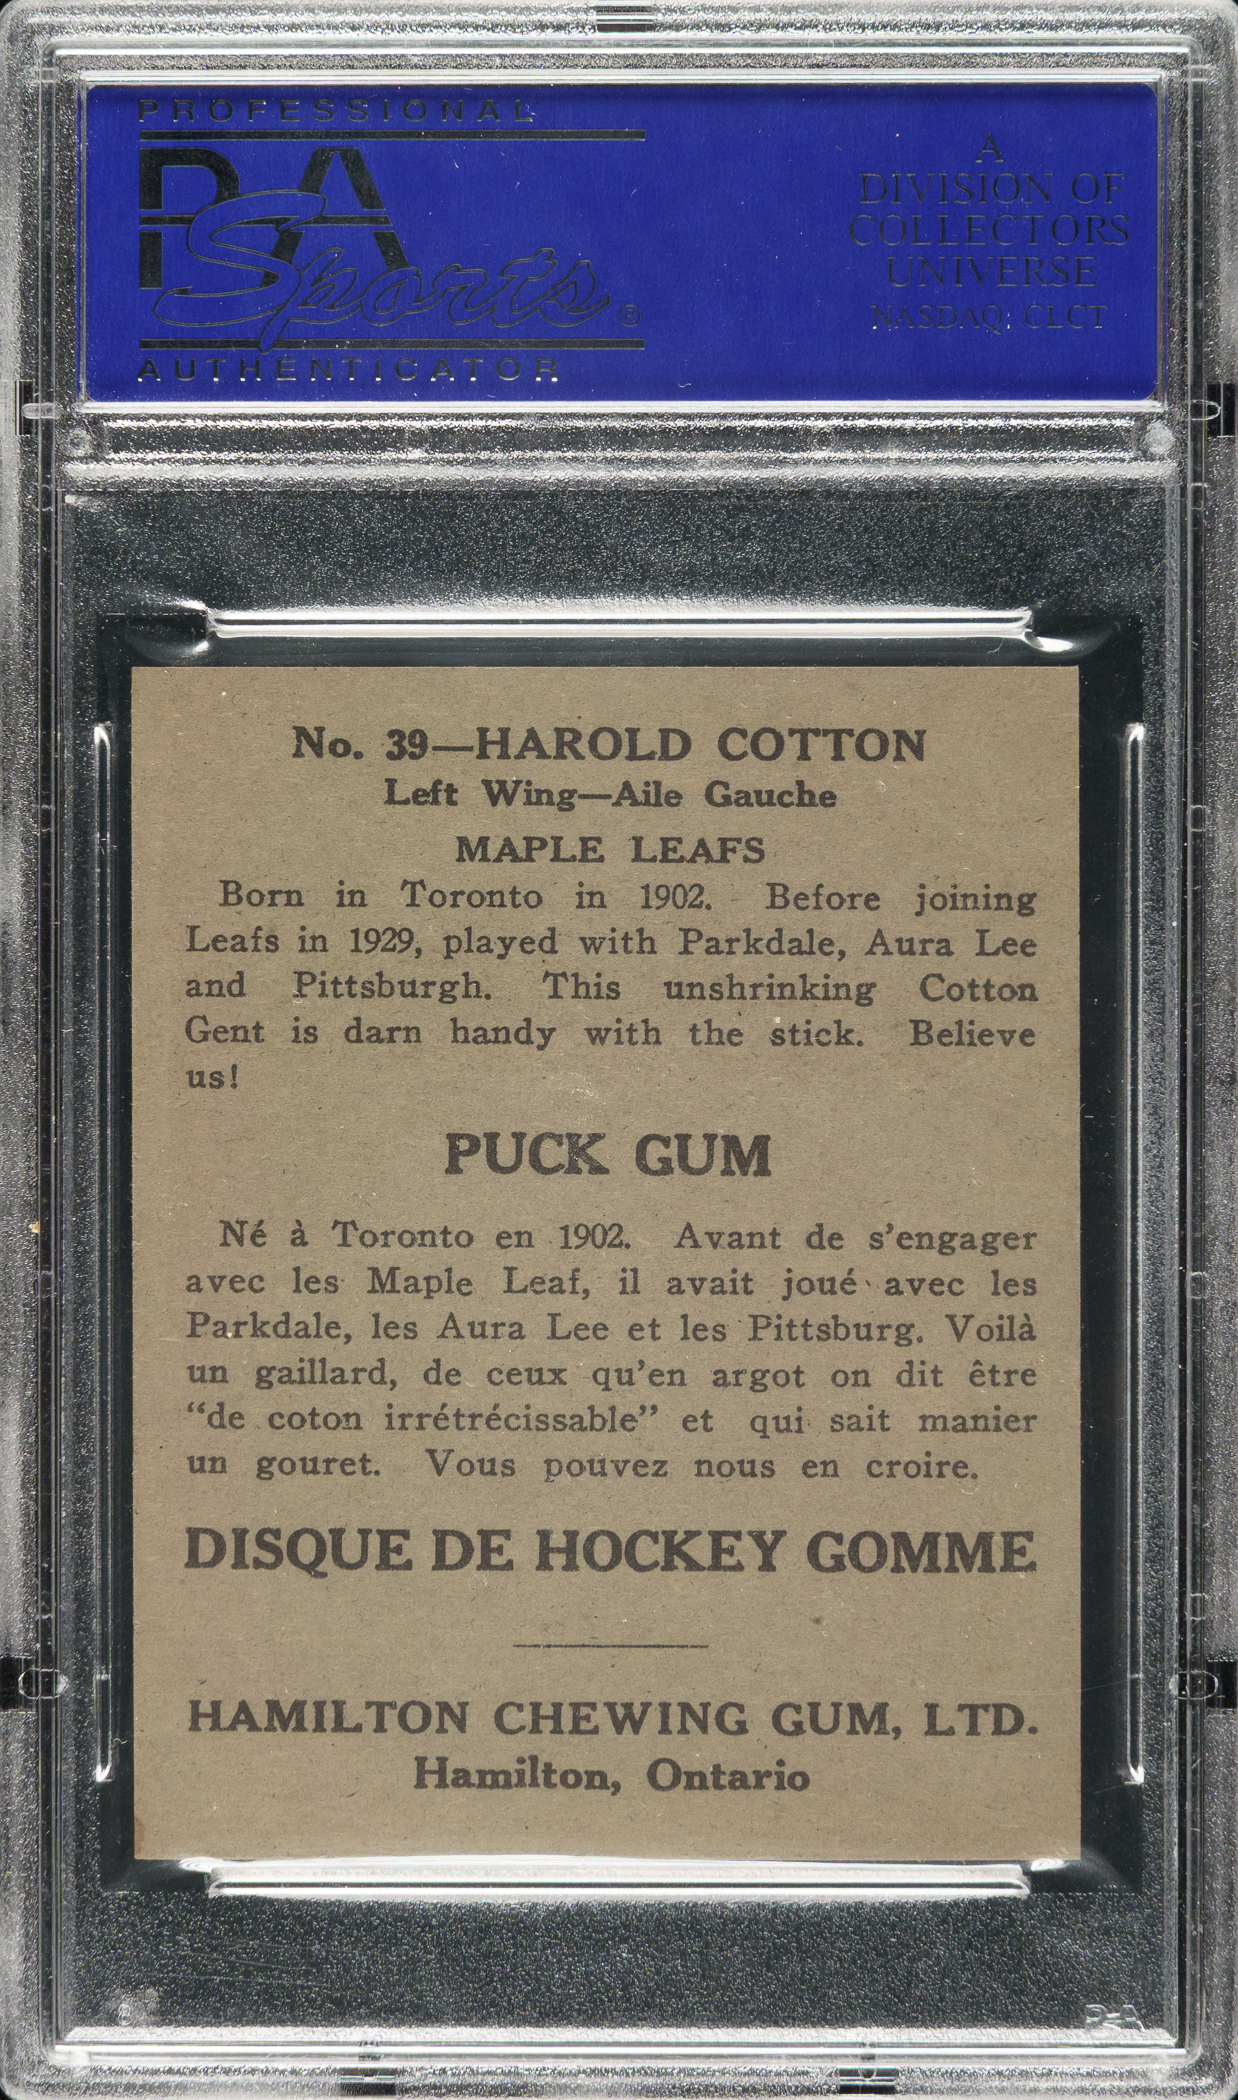 PROFESSIONAL
PSA
Sports®
AUTHENTICATOR
A
DIVISION OF
COLLECTORS
UNIVERSE
NASDAQ: CLCT
No. 39—HAROLD COTTON
Left Wing—Aile Gauche
MAPLE LEAFS
Born in Toronto in 1902. Before joining
Leafs in 1929, played with Parkdale, Aura Lee
and Pittsburgh. This unshrinking Cotton
Gent is darn handy with the stick. Believe
us!
PUCK GUM
Né à Toronto en 1902. Avant de s'engager
avec les Maple Leaf, il avait joué avec les
Parkdale, les Aura Lee et les Pittsburg. Voilà
un gaillard, de ceux qu'en argot on dit être
“de coton irrétrécissable” et qui sait manier
un gouret. Vous pouvez nous en croire.
DISQUE DE HOCKEY GOMME
HAMILTON CHEWING GUM, LTD.
Hamilton, Ontario
PSA